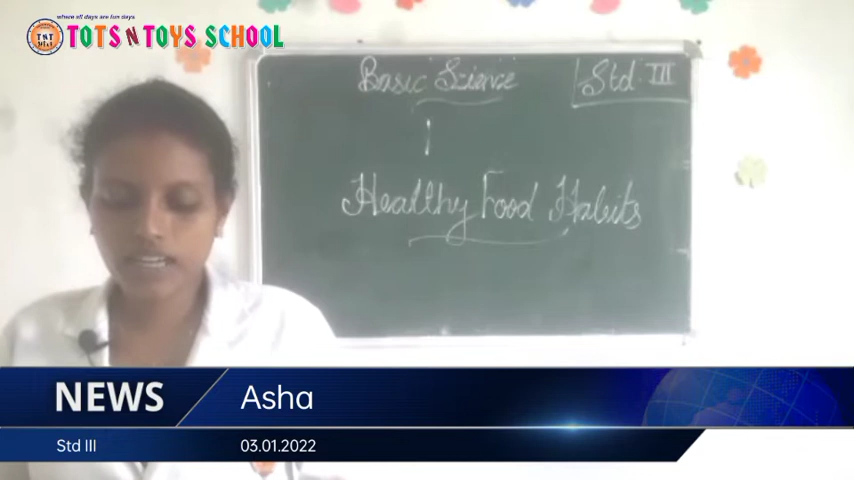 where all days are fun days
TNT
TOTS N TOYS SCHOOL
Basic Science
Std III
Healthy Food Habits
NEWS
Asha
Std III
03.01.2022